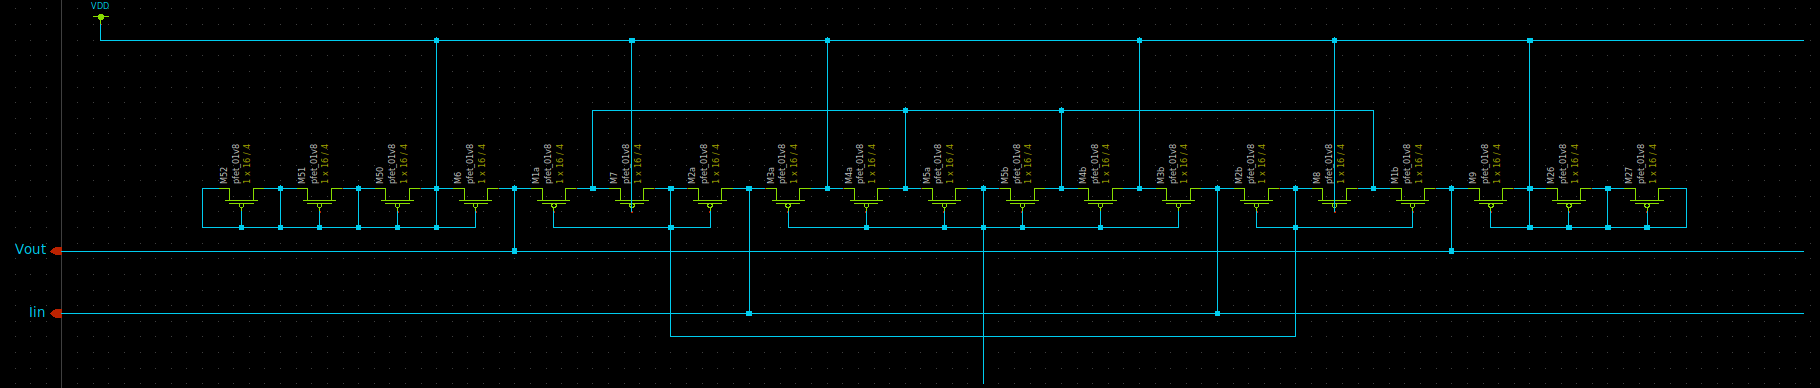 VDD
M52
pfet_01v8
1 x 16 / 4
M51
pfet_01v8
1 x 16 / 4
M50
pfet_01v8
1 x 16 / 4
M6
pfet_01v8
1 x 16 / 4
M1a
pfet_01v8
1 x 16 / 4
M7
pfet_01v8
1 x 16 / 4
M2a
pfet_01v8
1 x 16 / 4
M3a
pfet_01v8
1 x 16 / 4
M4a
pfet_01v8
1 x 16 / 4
M5a
pfet_01v8
1 x 16 / 4
M5b
pfet_01v8
1 x 16 / 4
M4b
pfet_01v8
1 x 16 / 4
M3b
pfet_01v8
1 x 16 / 4
M2b
pfet_01v8
1 x 16 / 4
M8
pfet_01v8
1 x 16 / 4
M1b
pfet_01v8
1 x 16 / 4
M9
pfet_01v8
1 x 16 / 4
M26
pfet_01v8
1 x 16 / 4
M27
pfet_01v8
1 x 16 / 4
Vout
Iin